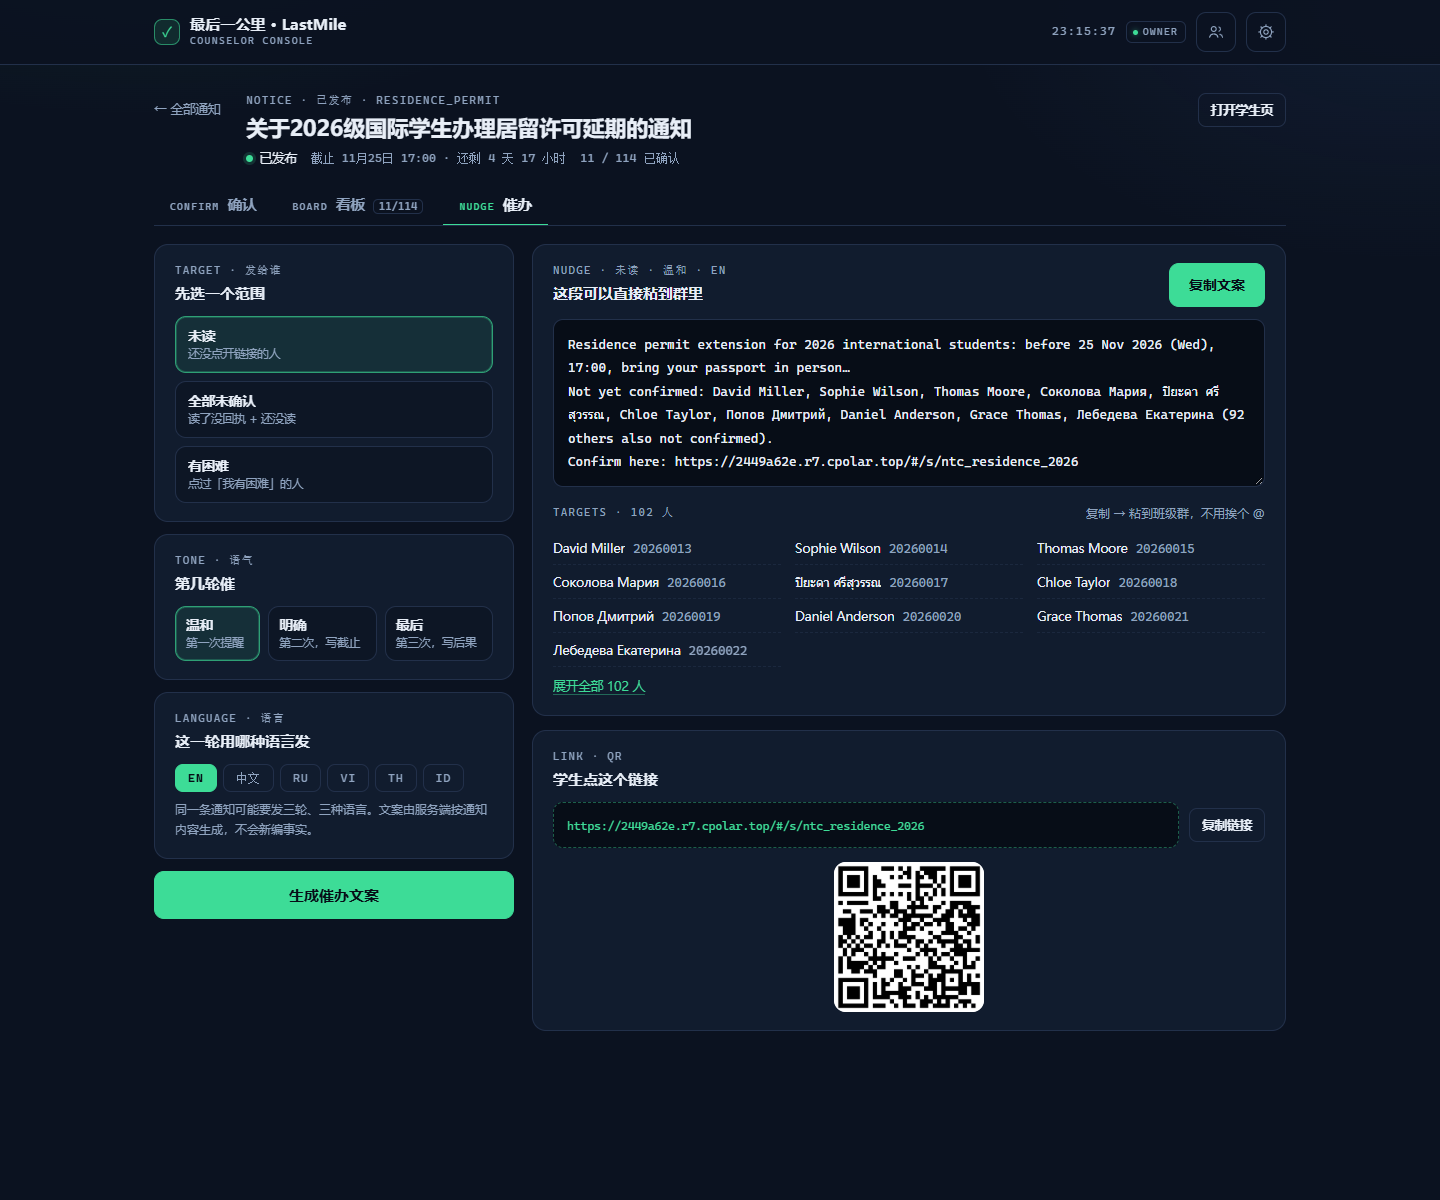 最后一公里 • LastMile
COUNSELOR CONSOLE
23:15:37
OWNER
← 全部通知
NOTICE · 已发布 · RESIDENCE_PERMIT
关于2026级国际学生办理居留许可延期的通知
已发布 截止 11月25日 17:00 · 还剩 4 天 17 小时 11 / 114 已确认
打开学生页
CONFIRM 确认
BOARD 看板 11/114
NUDGE 催办
TARGET · 发给谁
先选一个范围
未读
还没点开链接的人
全部未确认
读了没回执 + 还没读
有困难
点过「我有困难」的人
TONE · 语气
第几轮催
温和
第一次提醒
明确
第二次，写截止
最后
第三次，写后果
LANGUAGE · 语言
这一轮用哪种语言发
EN 中文 RU VI TH ID
同一条通知可能要发三轮、三种语言。文案由服务端按通知
内容生成，不会新编事实。
生成催办文案
NUDGE · 未读 · 温和 · EN
这段可以直接粘到群里
复制文案
Residence permit extension for 2026 international students: before 25 Nov 2026 (Wed),
17:00, bring your passport in person…
Not yet confirmed: David Miller, Sophie Wilson, Thomas Moore, Соколова Мария, ปิยะดา ศรี
สุวรรณ, Chloe Taylor, Попов Дмитрий, Daniel Anderson, Grace Thomas, Лебедева Екатерина (92
others also not confirmed).
Confirm here: https://2449a62e.r7.cpolar.top/#/s/ntc_residence_2026
TARGETS · 102 人
复制 → 粘到班级群，不用挨个 @
David Miller 20260013
Sophie Wilson 20260014
Thomas Moore 20260015
Соколова Мария 20260016
ปิยะดา ศรีสุวรรณ 20260017
Chloe Taylor 20260018
Попов Дмитрий 20260019
Daniel Anderson 20260020
Grace Thomas 20260021
Лебедева Екатерина 20260022
展开全部 102 人
LINK · QR
学生点这个链接
https://2449a62e.r7.cpolar.top/#/s/ntc_residence_2026
复制链接